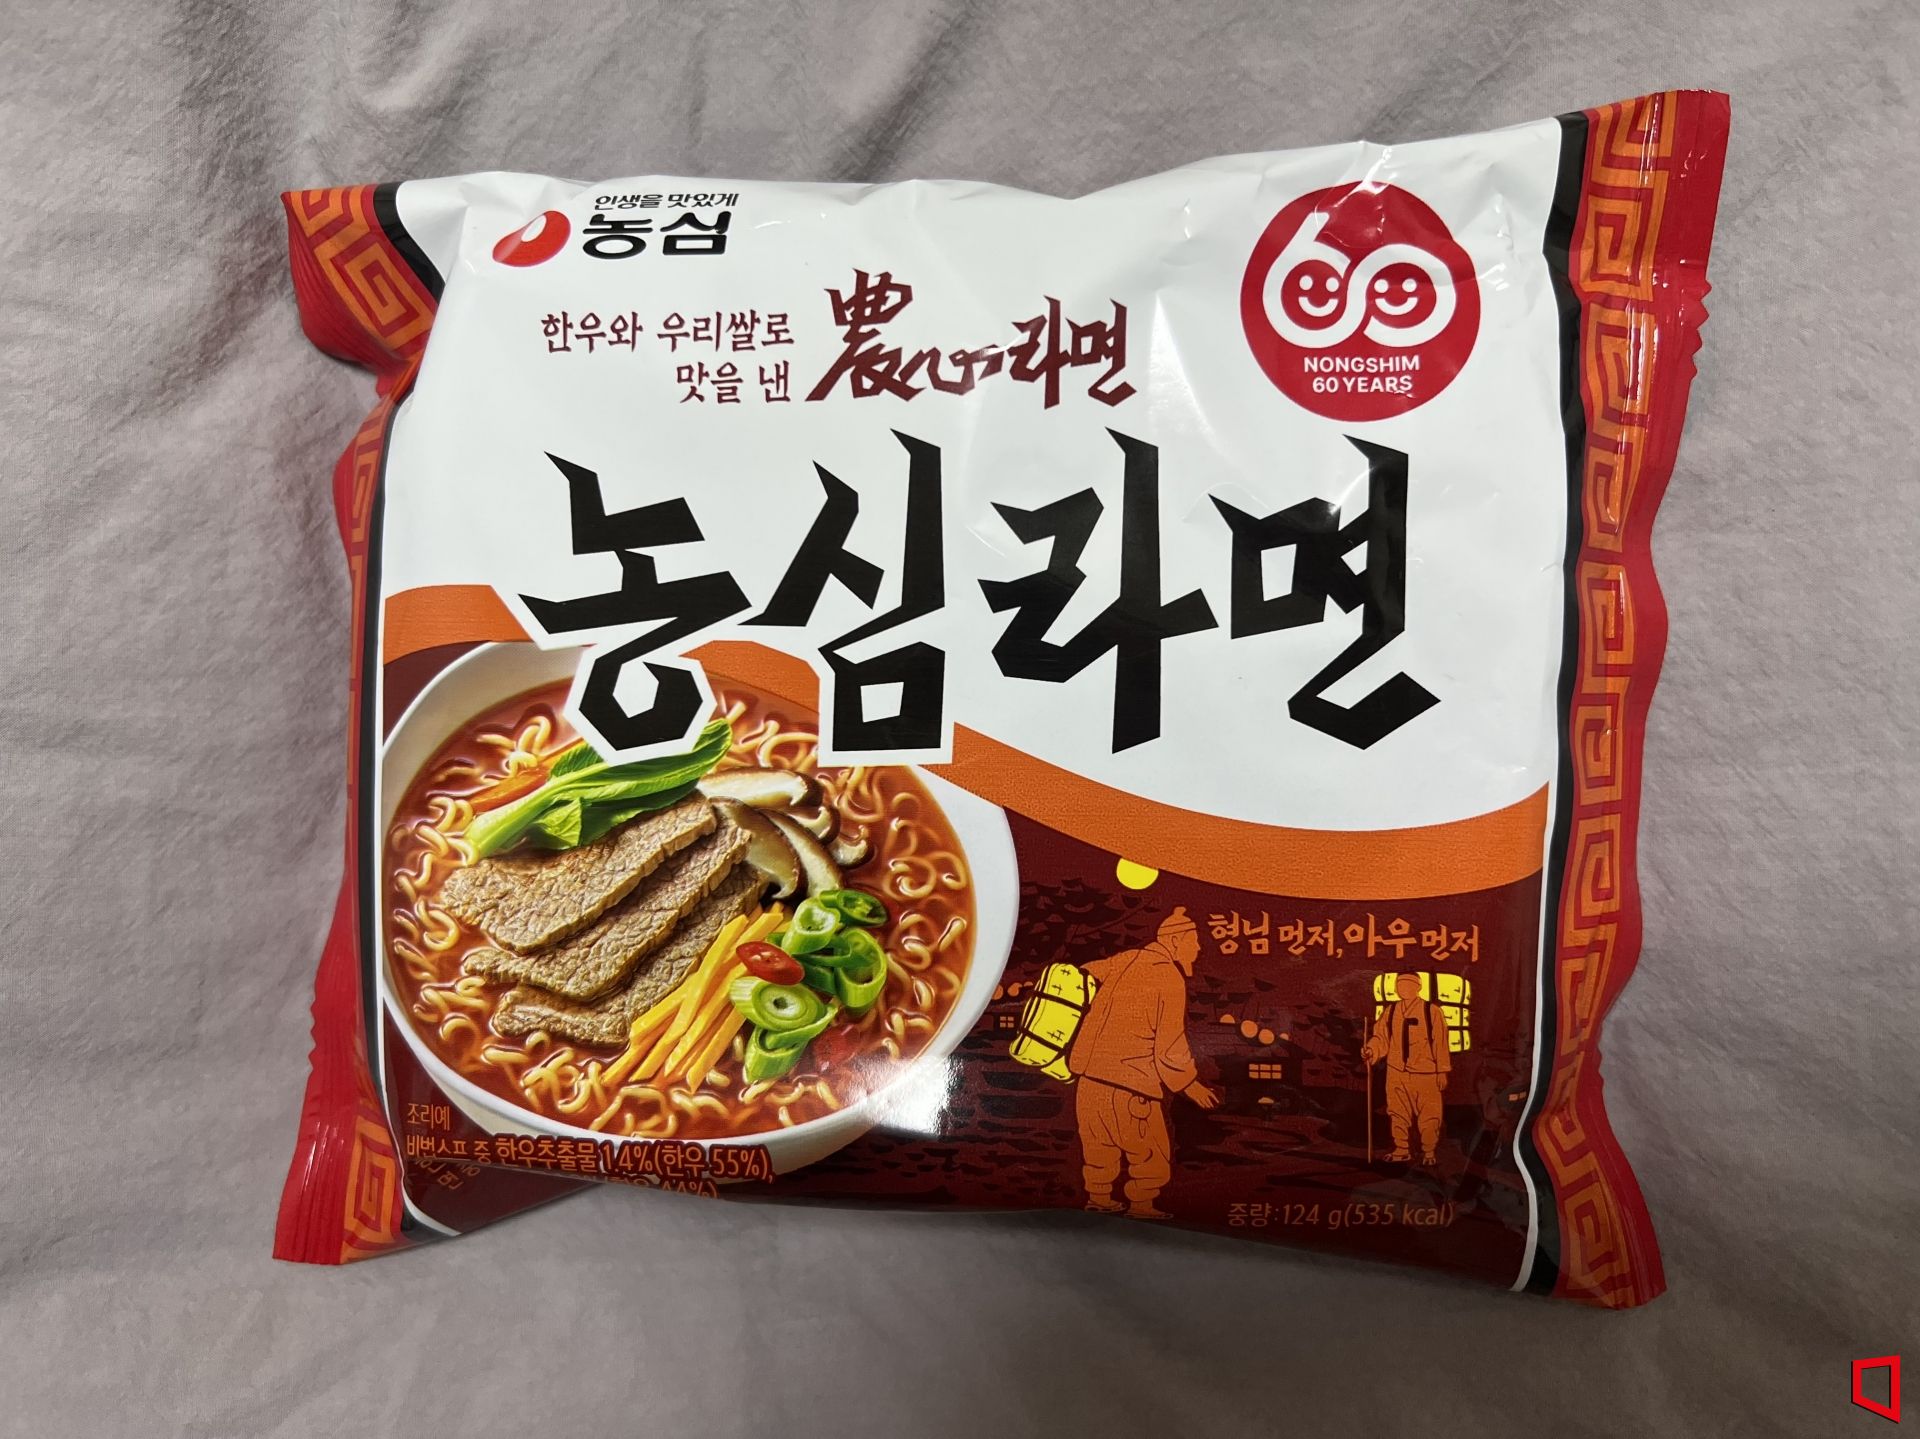 인생을 맛있게
농심
한우와 우리쌀로
맛을 낸
農心라면
NONGSHIM
60 YEARS
농심라면
형님 먼저, 아우 먼저
조리예
비법스프 중 한우추출물 1.4%(한우 55%),
44%)
중량:124 g(535 kcal)